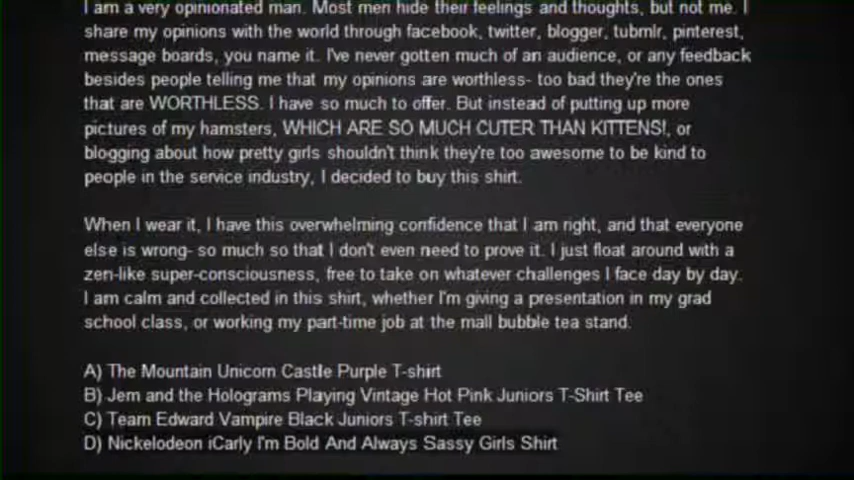 I am a very opinionated man. Most men hide their feelings and thoughts, but not me. I
share my opinions with the world through facebook, twitter, blogger, tubmlr, pinterest,
message boards, you name it. I've never gotten much of an audience, or any feedback
besides people telling me that my opinions are worthless- too bad they're the ones
that are WORTHLESS. I have so much to offer. But instead of putting up more
pictures of my hamsters, WHICH ARE SO MUCH CUTER THAN KITTENS!, or
blogging about how pretty girls shouldn't think they're too awesome to be kind to
people in the service industry, I decided to buy this shirt.
When I wear it, I have this overwhelming confidence that I am right, and that everyone
else is wrong- so much so that I don't even need to prove it. I just float around with a
zen-like super-consciousness, free to take on whatever challenges I face day by day.
I am calm and collected in this shirt, whether I'm giving a presentation in my grad
school class, or working my part-time job at the mall bubble tea stand.
A) The Mountain Unicorn Castle Purple T-shirt
B) Jem and the Holograms Playing Vintage Hot Pink Juniors T-Shirt Tee
C) Team Edward Vampire Black Juniors T-shirt Tee
D) Nickelodeon iCarly I'm Bold And Always Sassy Girls Shirt